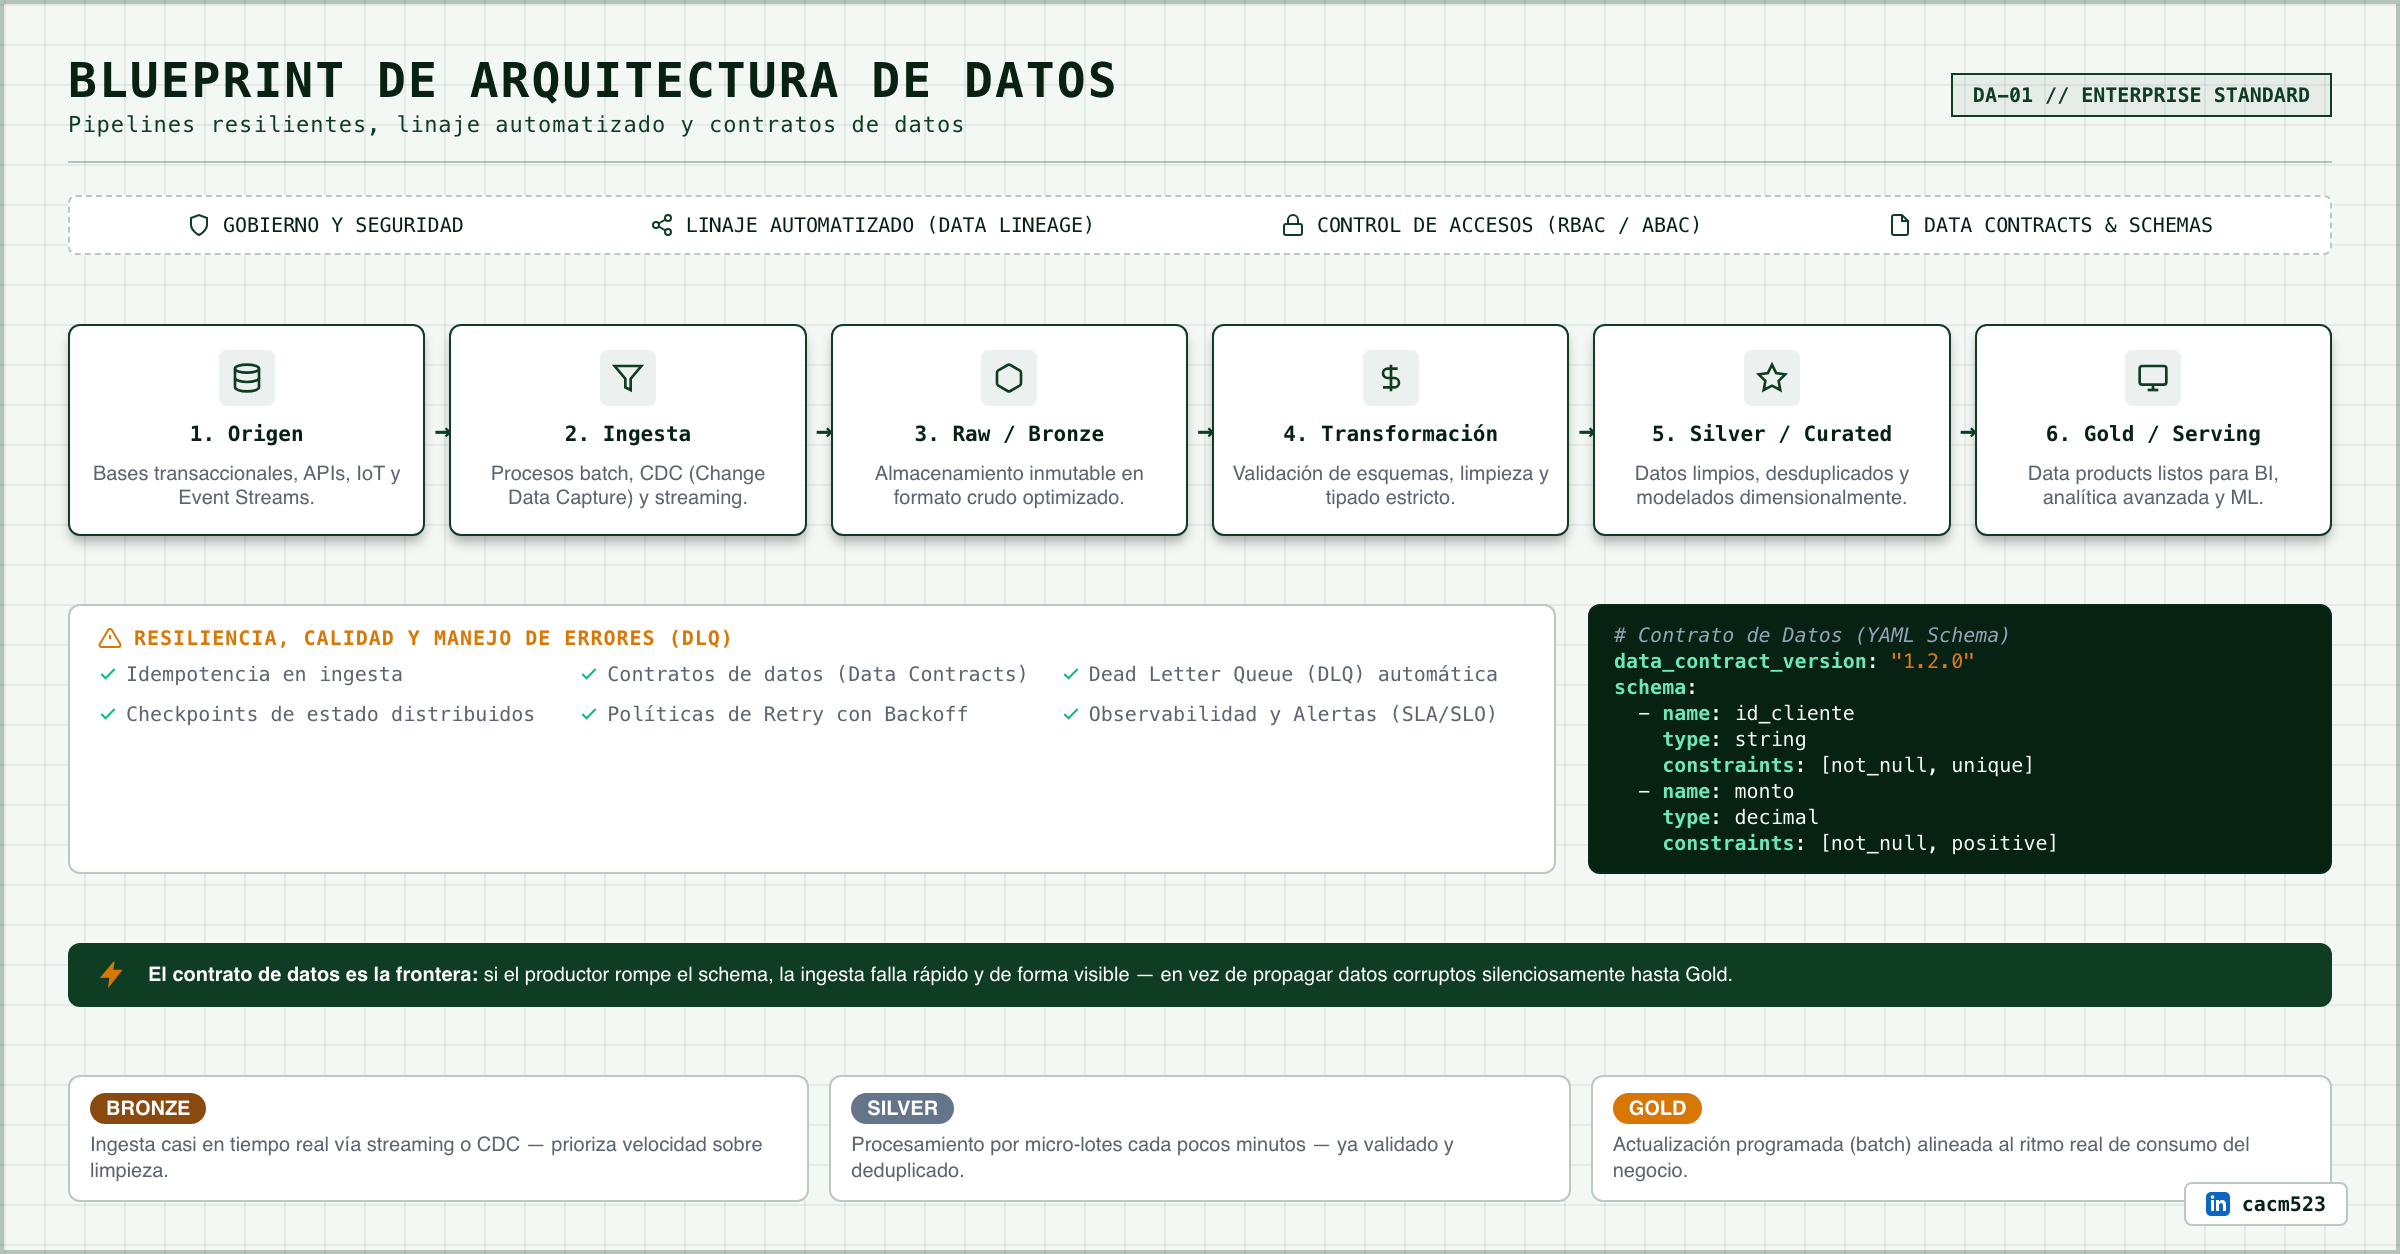 BLUEPRINT DE ARQUITECTURA DE DATOS
Pipelines resilientes, linaje automatizado y contratos de datos
DA-01 // ENTERPRISE STANDARD
GOBIERNO Y SEGURIDAD
LINAJE AUTOMATIZADO (DATA LINEAGE)
CONTROL DE ACCESOS (RBAC / ABAC)
DATA CONTRACTS & SCHEMAS
1. Origen
Bases transaccionales, APIs, IoT y
Event Streams.
→
2. Ingesta
Procesos batch, CDC (Change
Data Capture) y streaming.
→
3. Raw / Bronze
Almacenamiento inmutable en
formato crudo optimizado.
→
4. Transformación
Validación de esquemas, limpieza y
tipado estricto.
→
5. Silver / Curated
Datos limpios, desduplicados y
modelados dimensionalmente.
→
6. Gold / Serving
Data products listos para BI,
analítica avanzada y ML.
RESILIENCIA, CALIDAD Y MANEJO DE ERRORES (DLQ)
✓ Idempotencia en ingesta
✓ Contratos de datos (Data Contracts)
✓ Dead Letter Queue (DLQ) automática
✓ Checkpoints de estado distribuidos
✓ Políticas de Retry con Backoff
✓ Observabilidad y Alertas (SLA/SLO)
# Contrato de Datos (YAML Schema)
data_contract_version: "1.2.0"
schema:
  - name: id_cliente
    type: string
    constraints: [not_null, unique]
  - name: monto
    type: decimal
    constraints: [not_null, positive]
El contrato de datos es la frontera: si el productor rompe el schema, la ingesta falla rápido y de forma visible — en vez de propagar datos corruptos silenciosamente hasta Gold.
BRONZE
Ingesta casi en tiempo real vía streaming o CDC — prioriza velocidad sobre
limpieza.
SILVER
Procesamiento por micro-lotes cada pocos minutos — ya validado y
deduplicado.
GOLD
Actualización programada (batch) alineada al ritmo real de consumo del
negocio.
in cacm523